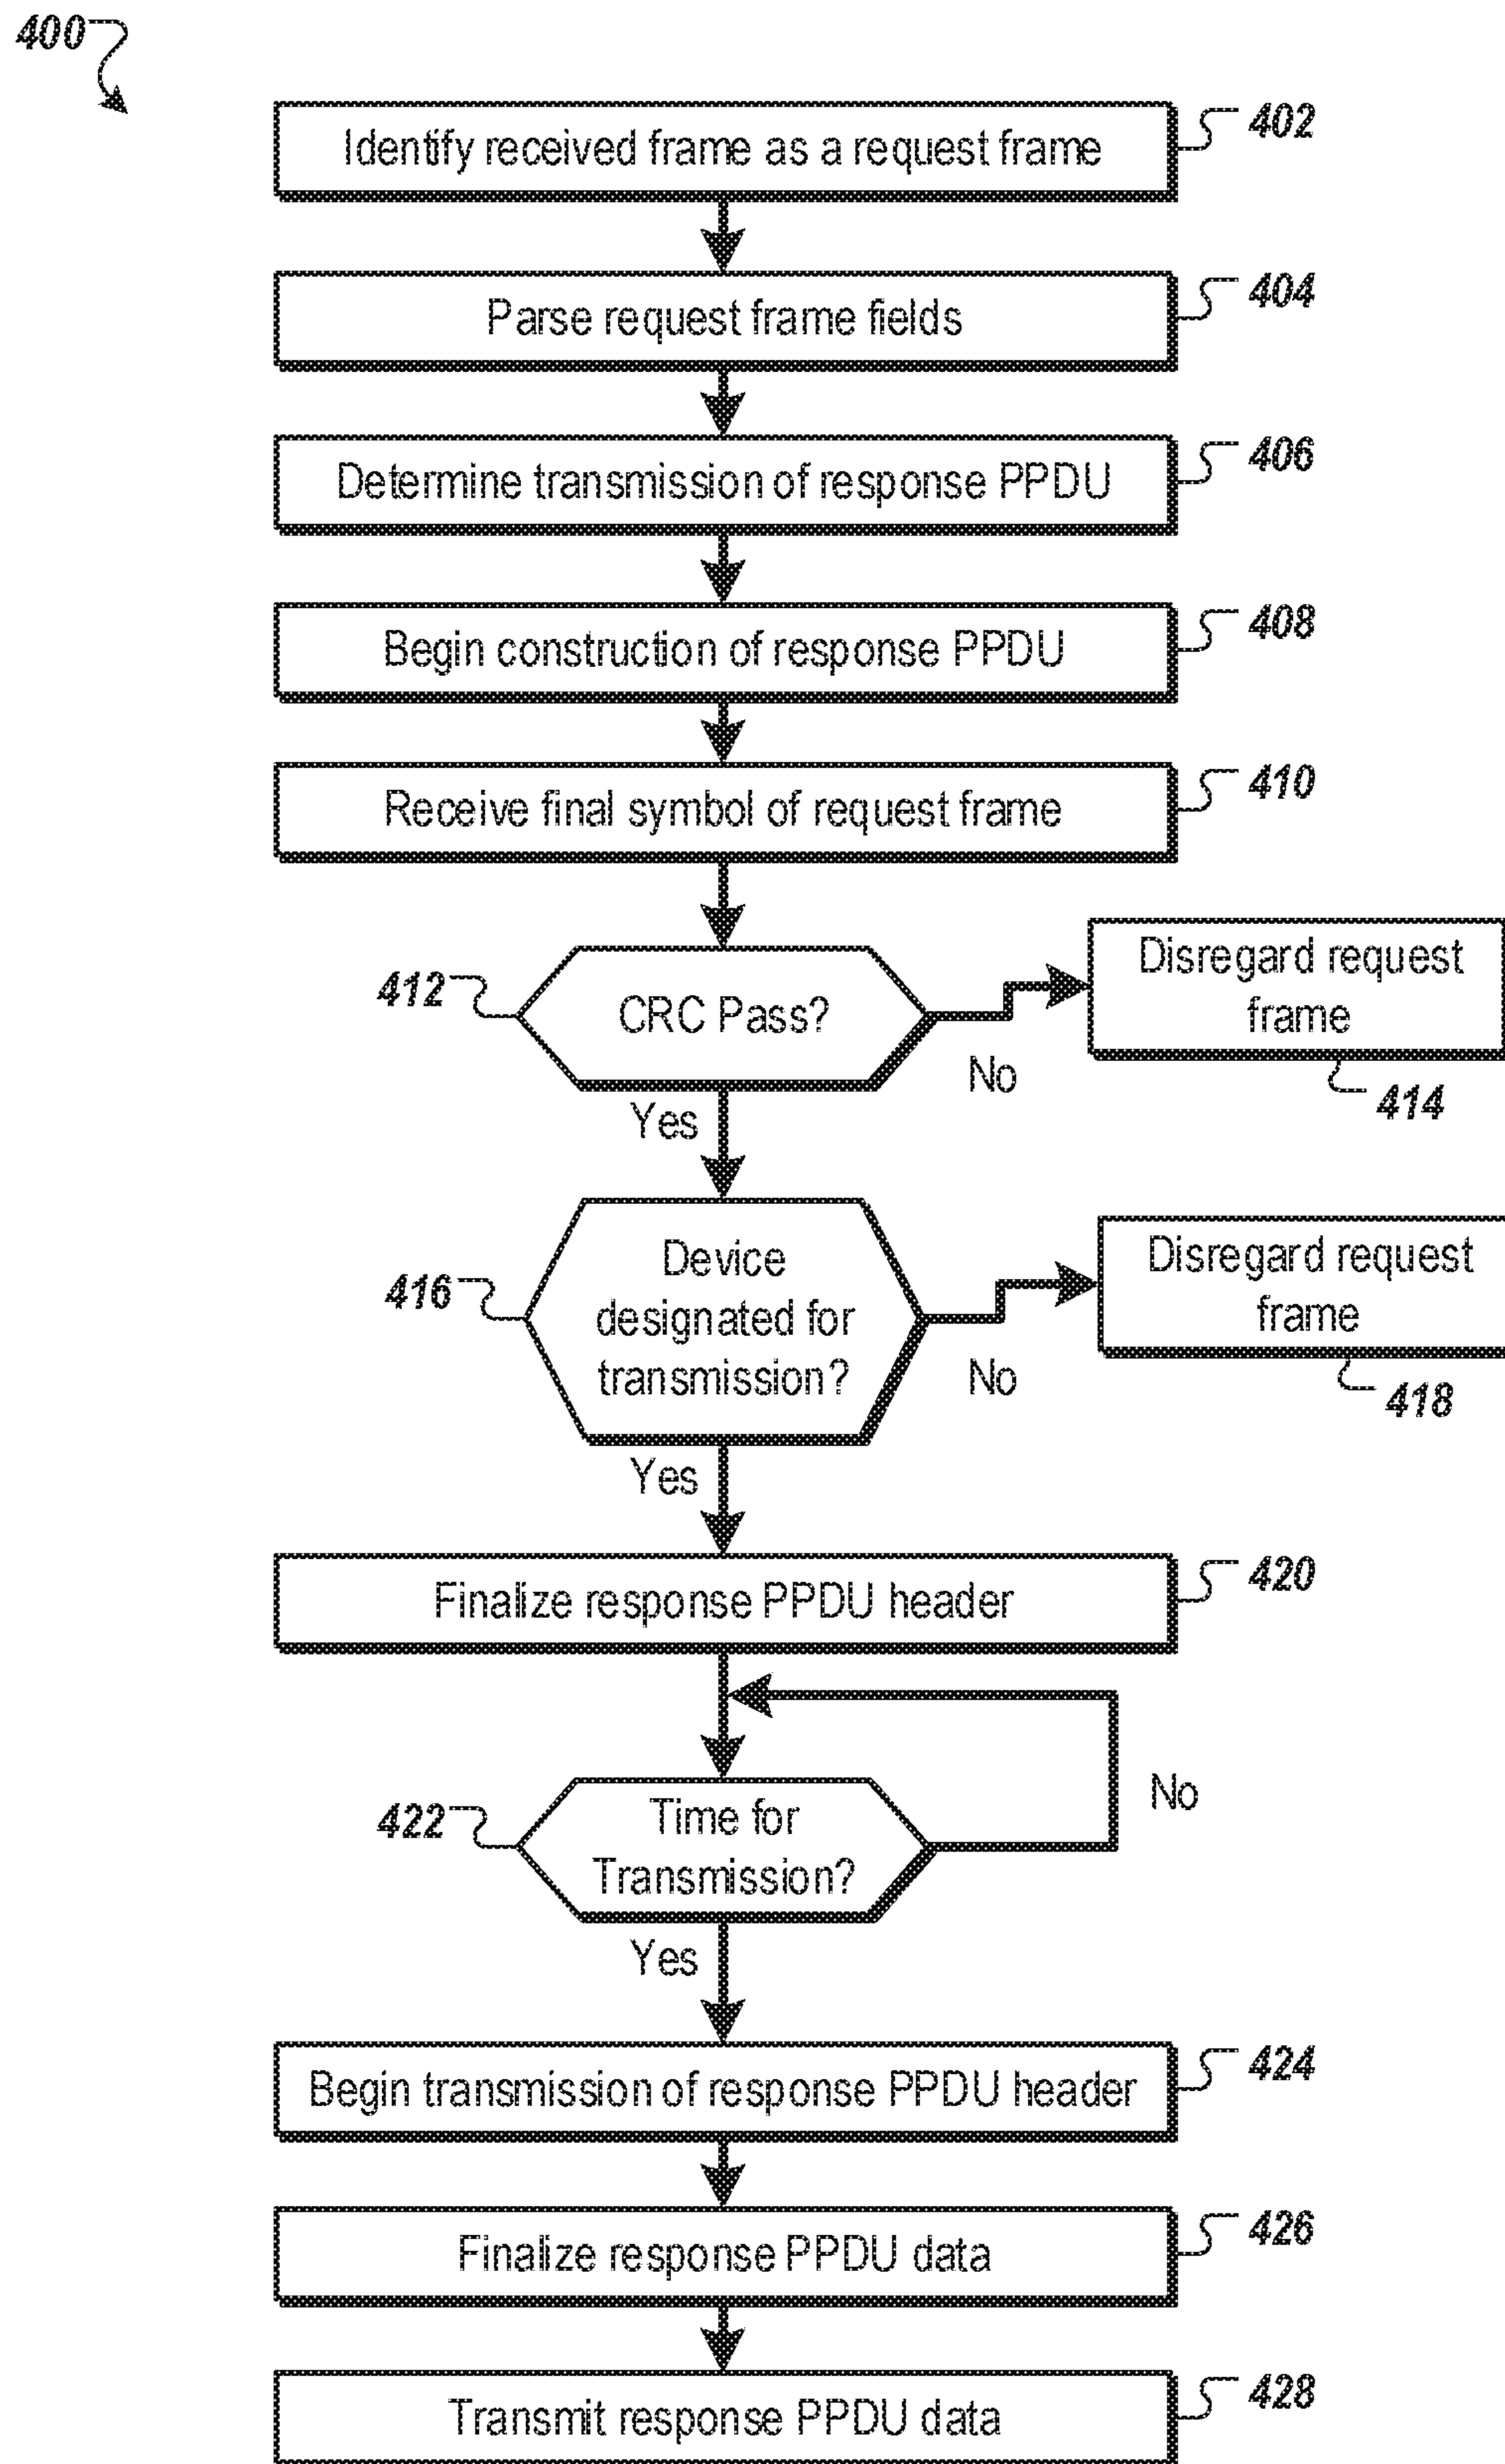 400
Identify received frame as a request frame
402
Parse request frame fields
404
Determine transmission of response PPDU
406
Begin construction of response PPDU
408
Receive final symbol of request frame
410
412
CRC Pass?
No
Disregard request
frame
414
Yes
416
Device
designated for
transmission?
No
Disregard request
frame
418
Yes
Finalize response PPDU header
420
422
Time for
Transmission?
No
Yes
Begin transmission of response PPDU header
424
Finalize response PPDU data
426
Transmit response PPDU data
428